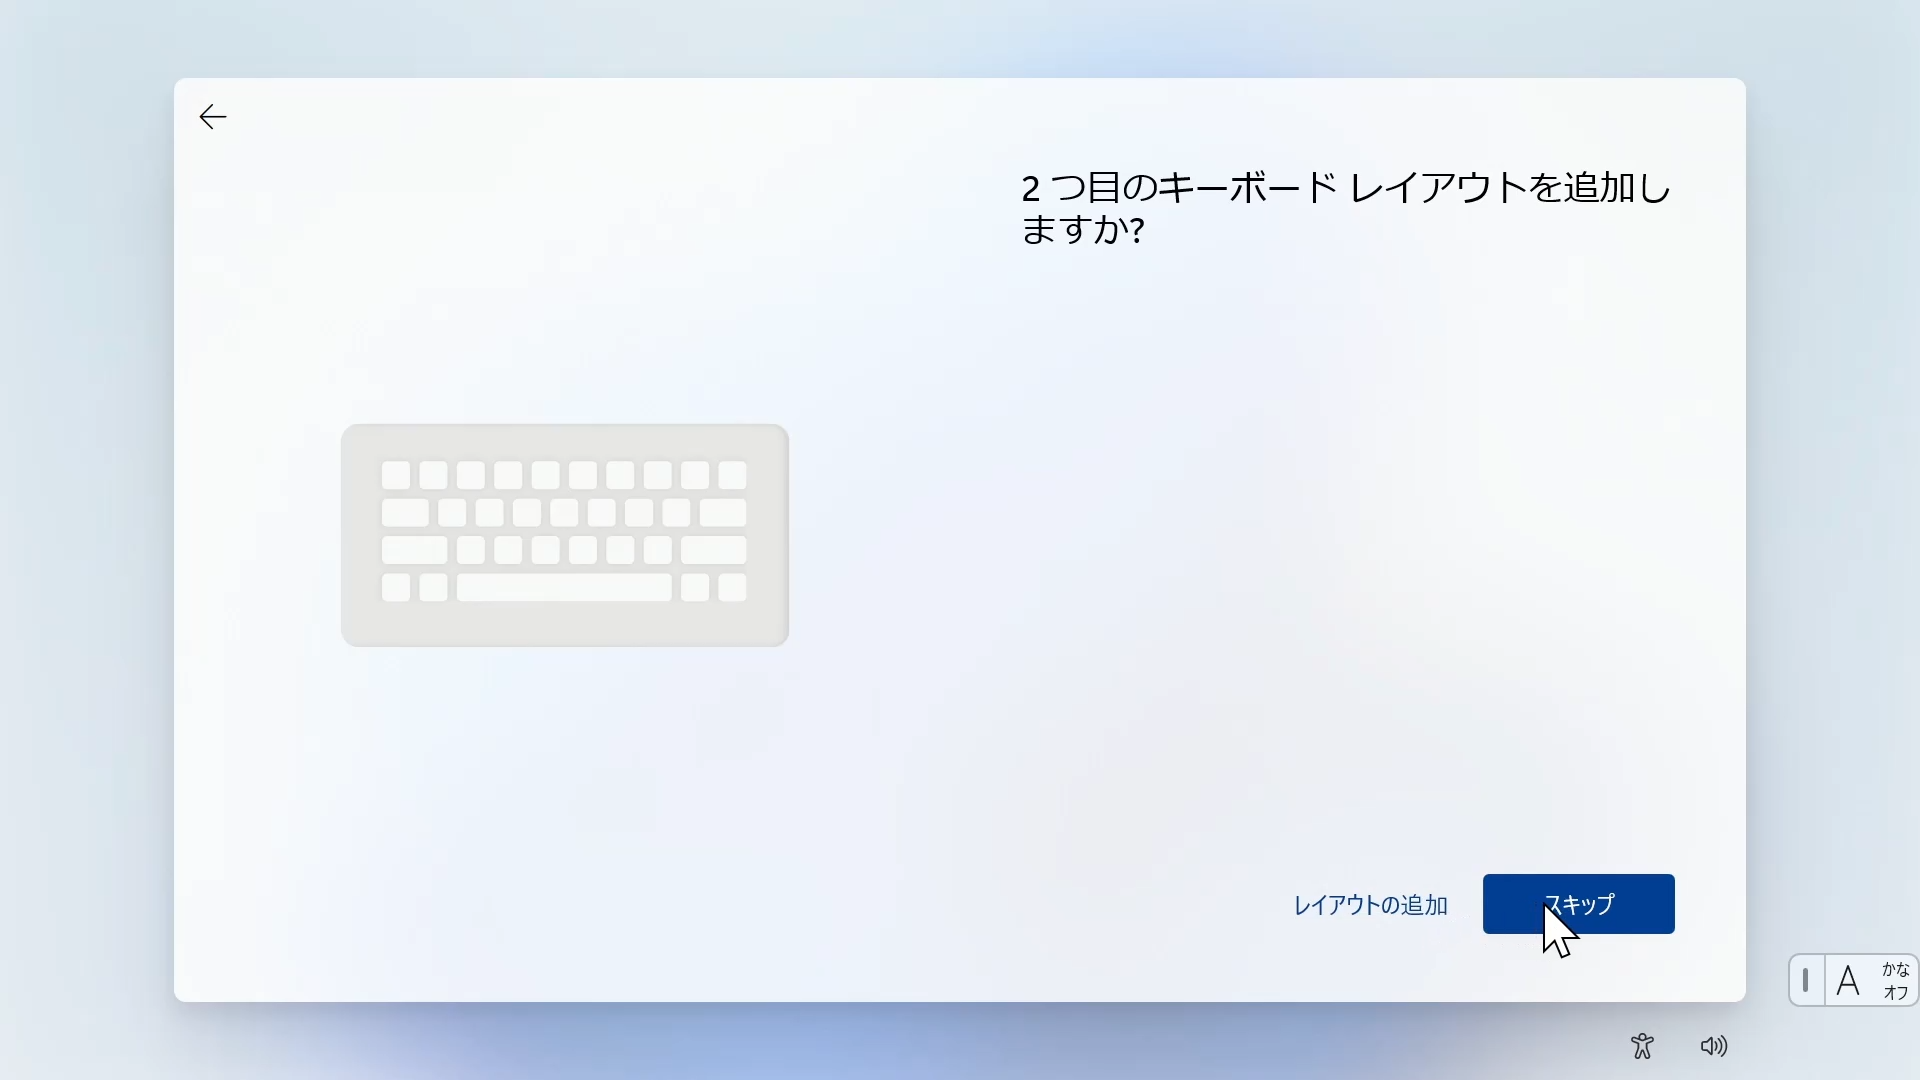 2 つ目のキーボード レイアウトを追加し
ますか?
レイアウトの追加
スキップ
A
かな
オフ